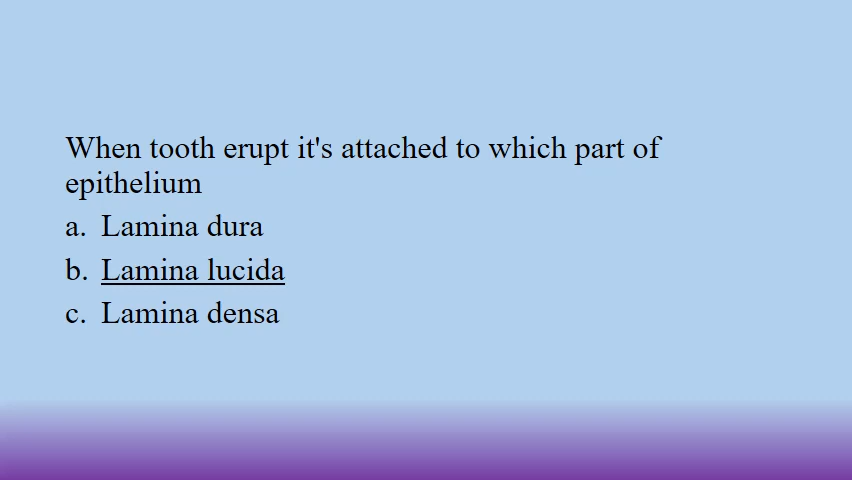 When tooth erupt it's attached to which part of
epithelium
a. Lamina dura
b. Lamina lucida
c. Lamina densa